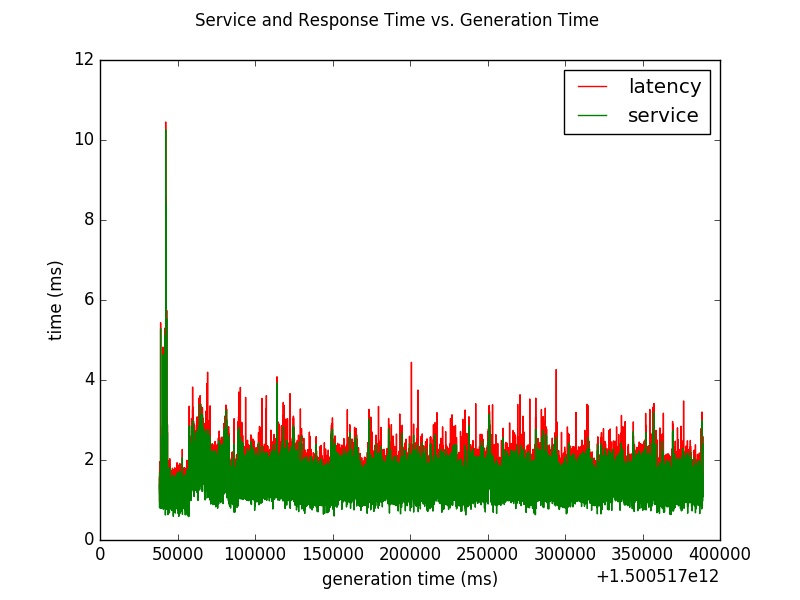 Service and Response Time vs. Generation Time
12
10
8
6
4
2
0
time (ms)
latency
service
0 50000 100000 150000 200000 250000 300000 350000 400000
+1.500517e12
generation time (ms)